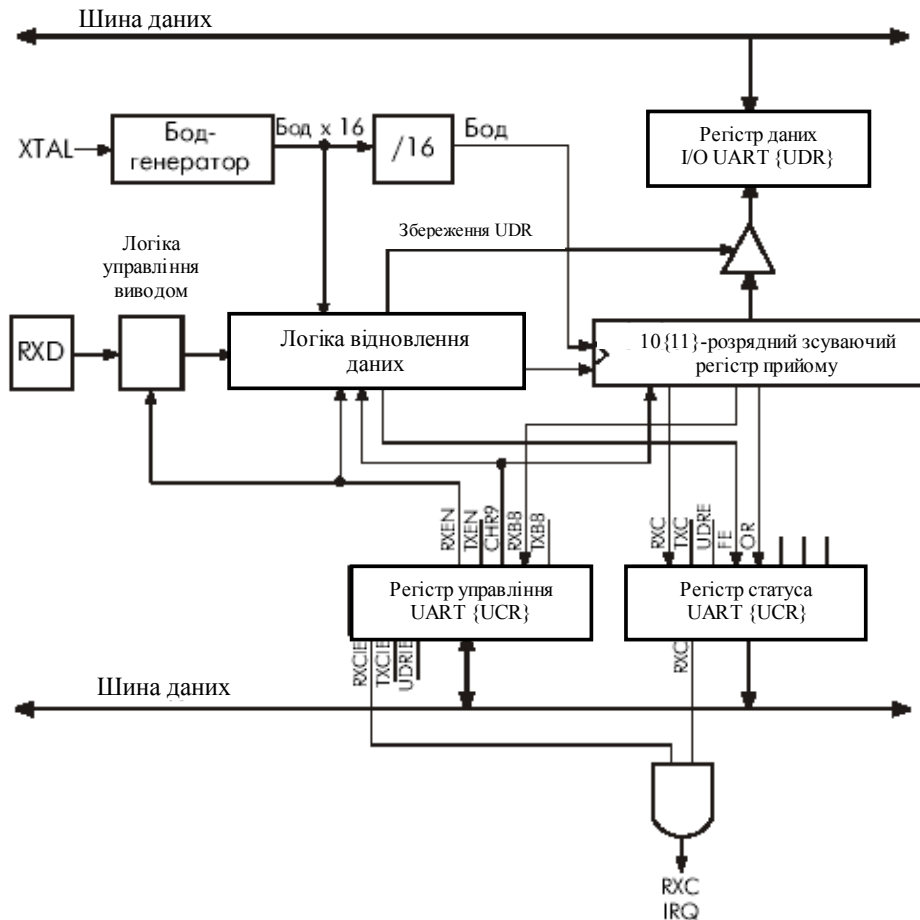 Шина даних
XTAL
Бод-
генератор
Бод x 16
/16
Бод
Регістр даних
I/O UART {UDR}
Логіка
управління
виводом
Збереження UDR
RXD
Логіка відновлення
даних
10{11}-розрядний зсуваючий
регістр прийому
RXEN
TXEN
CHR9
RXB8
TXB8
RXC
TXC
UDRE
FE
OR
Регістр управління
UART {UCR}
Регістр статуса
UART {UCR}
RXCIE
TXCIE
UDRIE
RXC
Шина даних
RXC
IRQ